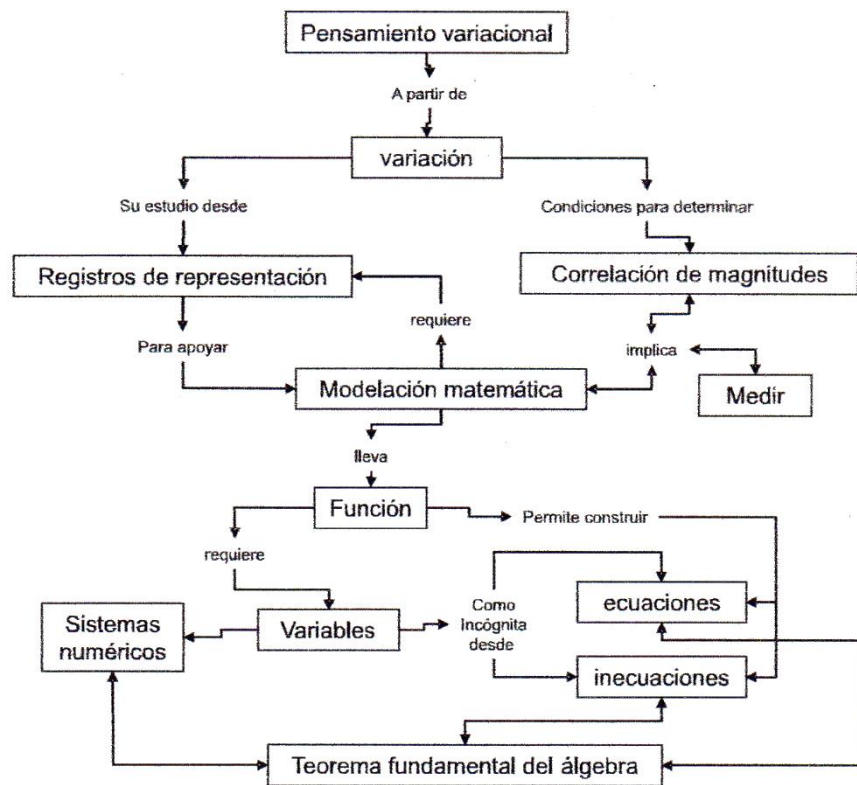 Pensamiento variacional
A partir de
variación
Su estudio desde
Condiciones para determinar
Registros de representación
Correlación de magnitudes
requiere
Para apoyar
implica
Modelación matemática
Medir
lleva
Función
Permite construir
requiere
Como
Incógnita
desde
ecuaciones
Sistemas
numéricos
Variables
inecuaciones
Teorema fundamental del álgebra